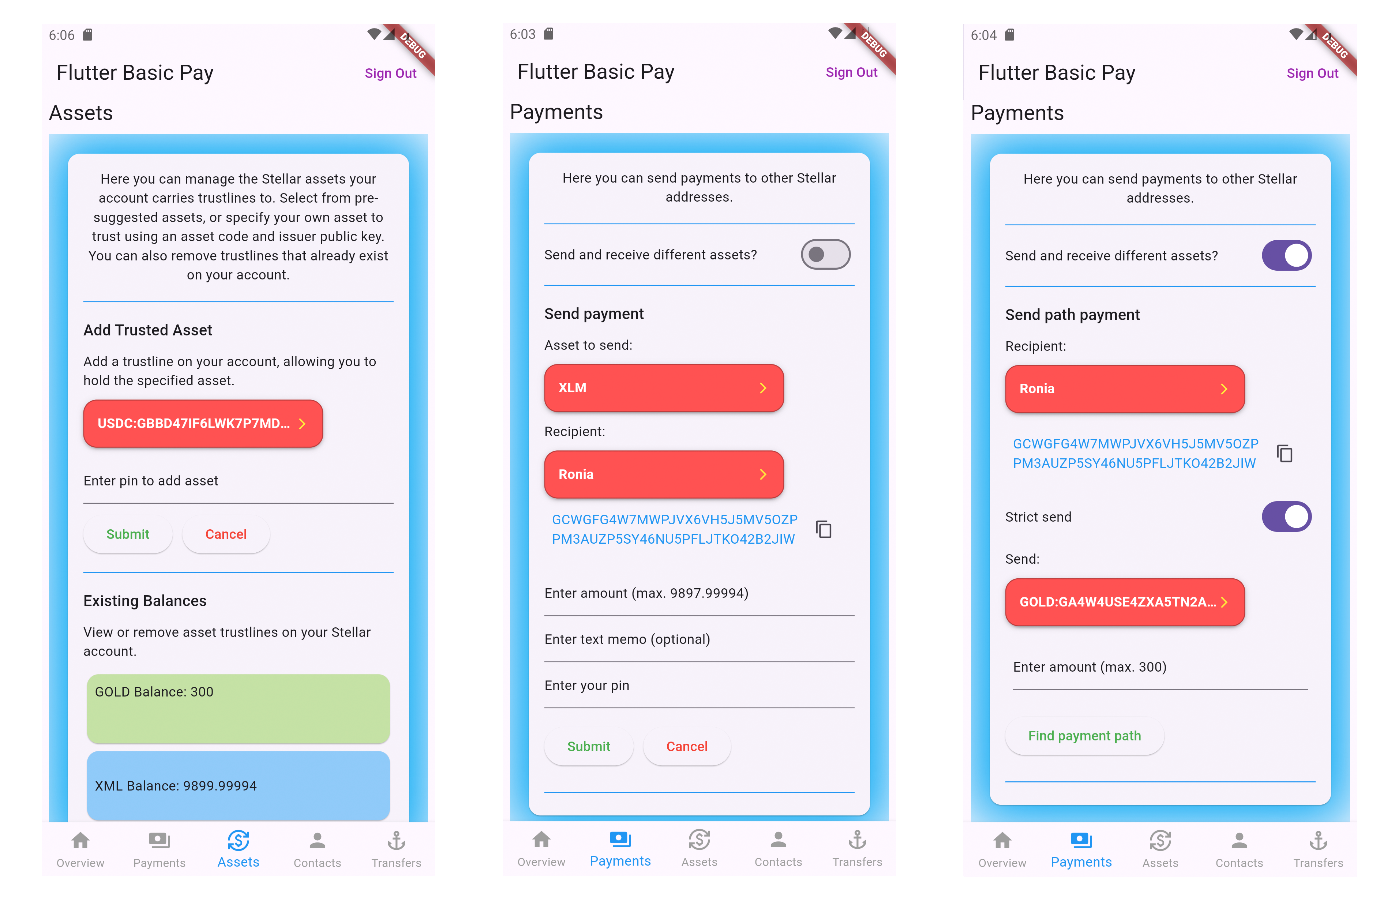 6:06
DEBUG
Flutter Basic Pay
Sign Out
Assets
Here you can manage the Stellar assets your
account carries trustlines to. Select from pre-
suggested assets, or specify your own asset to
trust using an asset code and issuer public key.
You can also remove trustlines that already exist
on your account.
Add Trusted Asset
Add a trustline on your account, allowing you to
hold the specified asset.
USDC:GBBD47IF6LWK7P7MD...
Enter pin to add asset
Submit
Cancel
Existing Balances
View or remove asset trustlines on your Stellar
account.
GOLD Balance: 300
XML Balance: 9899.99994
Overview
Payments
Assets
Contacts
Transfers
6:03
DEBUG
Flutter Basic Pay
Sign Out
Payments
Here you can send payments to other Stellar
addresses.
Send and receive different assets?
Send payment
Asset to send:
XLM
Recipient:
Ronia
GCWGFG4W7MWPJVX6VH5J5MV5OZP
PM3AUZP5SY46NU5PFLJTKO42B2JIW
Enter amount (max. 9897.99994)
Enter text memo (optional)
Enter your pin
Submit
Cancel
Overview
Payments
Assets
Contacts
Transfers
6:04
DEBUG
Flutter Basic Pay
Sign Out
Payments
Here you can send payments to other Stellar
addresses.
Send and receive different assets?
Send path payment
Recipient:
Ronia
GCWGFG4W7MWPJVX6VH5J5MV5OZP
PM3AUZP5SY46NU5PFLJTKO42B2JIW
Strict send
Send:
GOLD:GA4W4USE4ZXA5TN2A...
Enter amount (max. 300)
Find payment path
Overview
Payments
Assets
Contacts
Transfers